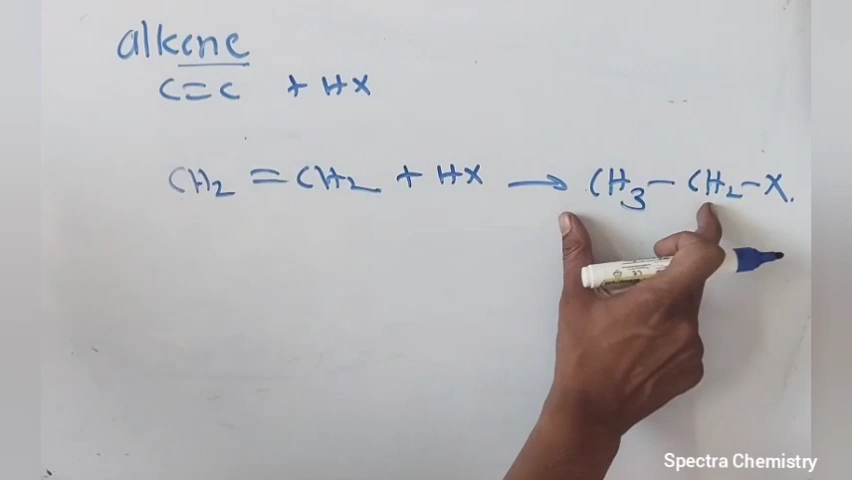 alkene
C=C + HX
CH2 = CH2 + HX → CH3 - CH2 - X.
Spectra Chemistry